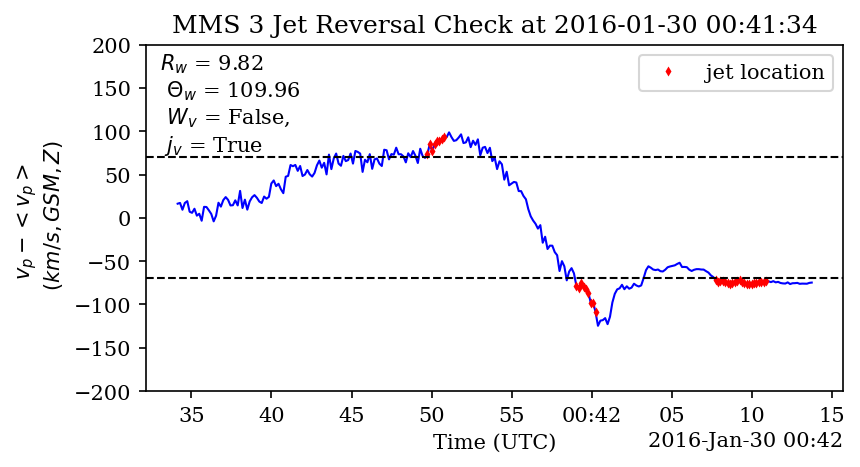 MMS 3 Jet Reversal Check at 2016-01-30 00:41:34
R_w = 9.82
Θ_w = 109.96
W_v = False,
j_v = True
jet location
200
150
100
50
0
−50
−100
−150
−200
v_p − < v_p >
(km/s, GSM, Z)
35 40 45 50 55 00:42 05 10 15
Time (UTC)
2016-Jan-30 00:42